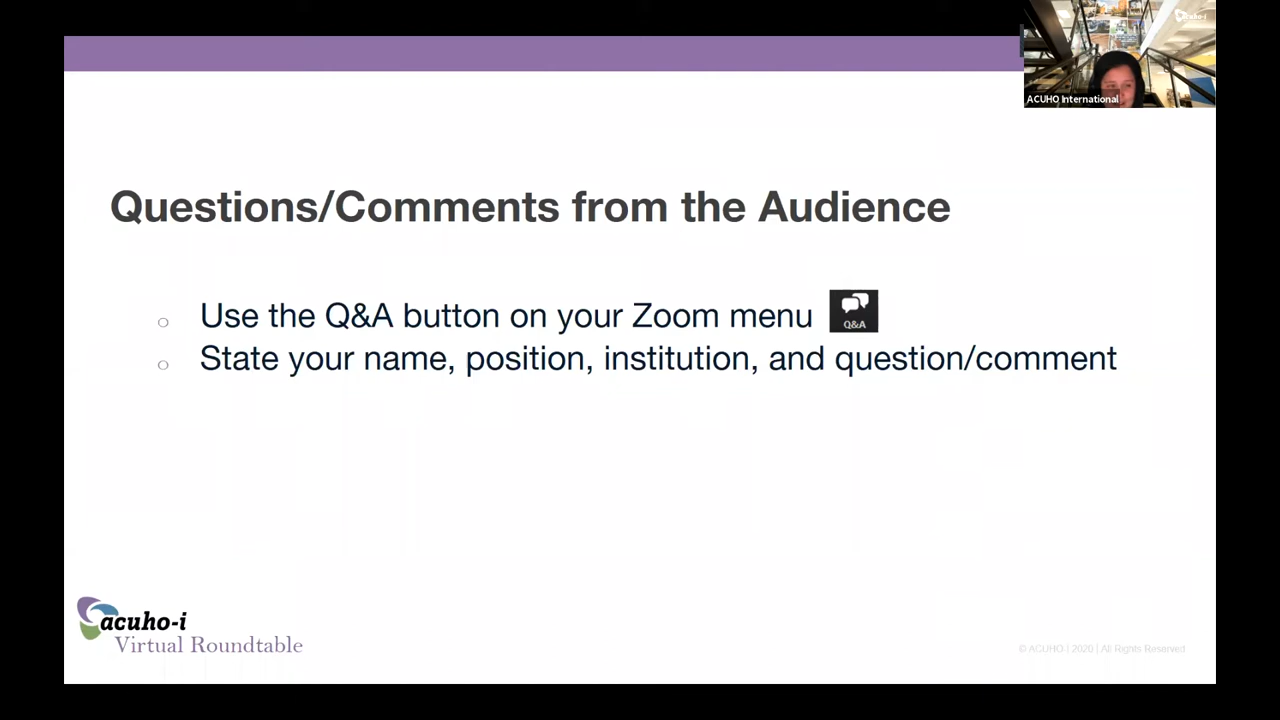 acuho-i
ACUHO International
Questions/Comments from the Audience
Use the Q&A button on your Zoom menu
Q&A
State your name, position, institution, and question/comment
acuho-i
Virtual Roundtable
© ACUHO-I 2020 | All Rights Reserved